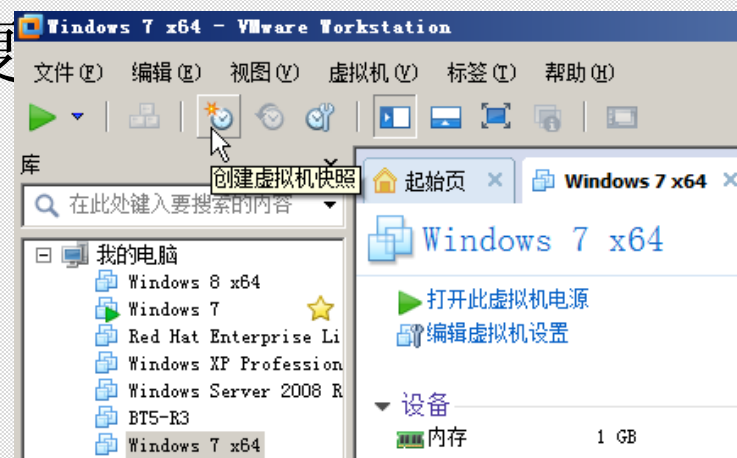 Windows 7 x64 - VMware Workstation
文件(F) 编辑(E) 视图(V) 虚拟机(V) 标签(T) 帮助(H)
库
创建虚拟机快照
起始页 Windows 7 x64
在此处键入要搜索的内容
Windows 7 x64
我的电脑
Windows 8 x64
打开此虚拟机电源
Windows 7
编辑虚拟机设置
Red Hat Enterprise Li
Windows XP Profession
Windows Server 2008 R
设备
BT5-R3
内存 1 GB
Windows 7 x64